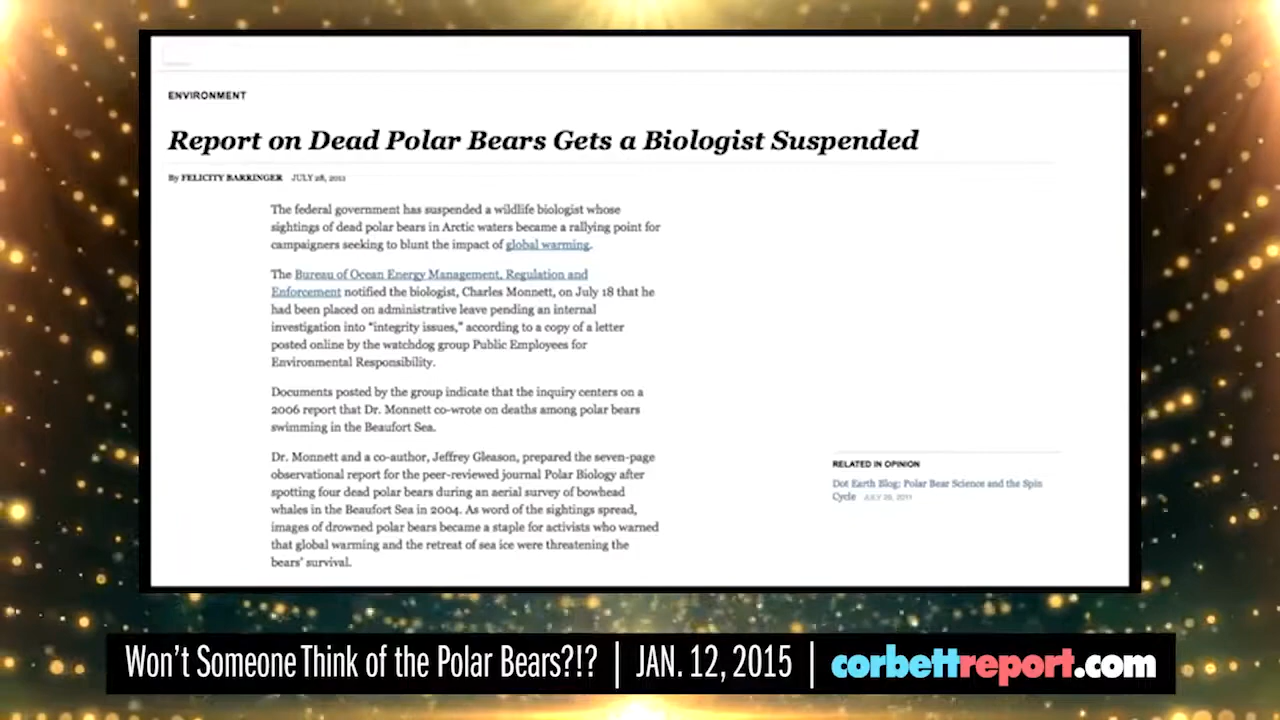 ENVIRONMENT
Report on Dead Polar Bears Gets a Biologist Suspended
By FELICITY BARRINGER JULY 28, 2011
The federal government has suspended a wildlife biologist whose
sightings of dead polar bears in Arctic waters became a rallying point for
campaigners seeking to blunt the impact of global warming.
The Bureau of Ocean Energy Management, Regulation and
Enforcement notified the biologist, Charles Monnett, on July 18 that he
had been placed on administrative leave pending an internal
investigation into “integrity issues,” according to a copy of a letter
posted online by the watchdog group Public Employees for
Environmental Responsibility.
Documents posted by the group indicate that the inquiry centers on a
2006 report that Dr. Monnett co-wrote on deaths among polar bears
swimming in the Beaufort Sea.
Dr. Monnett and a co-author, Jeffrey Gleason, prepared the seven-page
observational report for the peer-reviewed journal Polar Biology after
spotting four dead polar bears during an aerial survey of bowhead
whales in the Beaufort Sea in 2004. As word of the sightings spread,
images of drowned polar bears became a staple for activists who warned
that global warming and the retreat of sea ice were threatening the
bears’ survival.
RELATED IN OPINION
Dot Earth Blog: Polar Bear Science and the Spin
Cycle JULY 28, 2011
Won’t Someone Think of the Polar Bears?!? | JAN. 12, 2015 | corbettreport.com